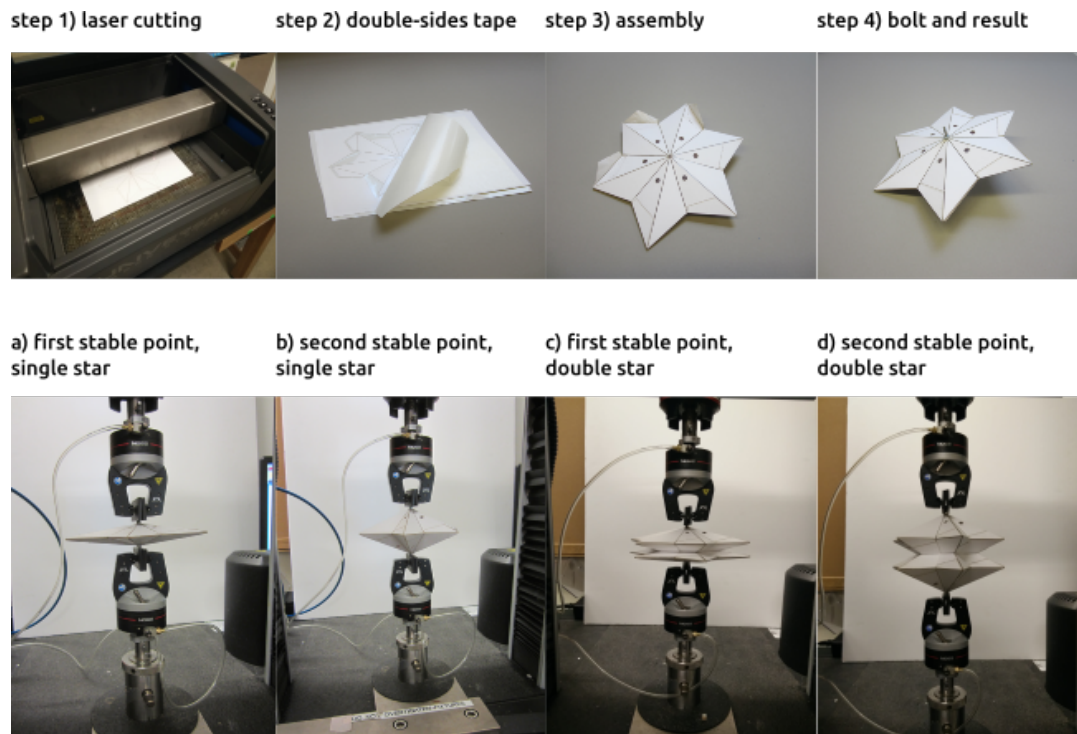 step 1) laser cutting
step 2) double-sides tape
step 3) assembly
step 4) bolt and result
a) first stable point,
single star
b) second stable point,
single star
c) first stable point,
double star
d) second stable point,
double star